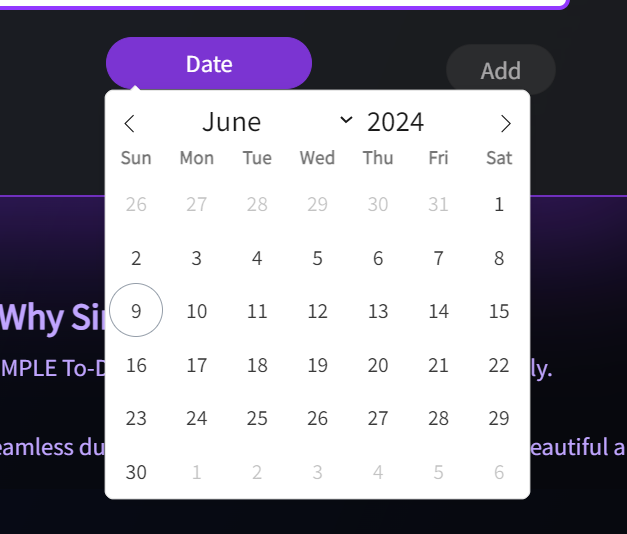 Date
Add
June 2024
Sun Mon Tue Wed Thu Fri Sat
26 27 28 29 30 31 1
2 3 4 5 6 7 8
9 10 11 12 13 14 15
Why
16 17 18 19 20 21 22
MPLE ly.
23 24 25 26 27 28 29
30 1 2 3 4 5 6
eamless eautiful